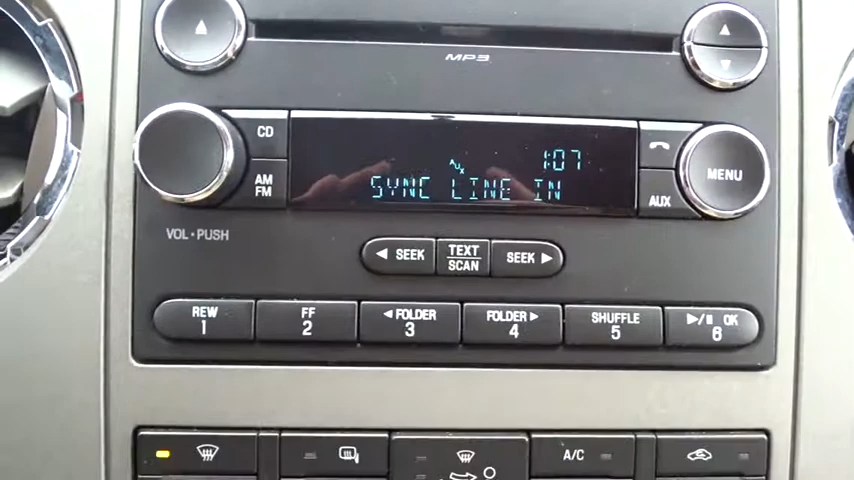 MP3
CD
AM
FM
AUX
1:07
SYNC LINE IN
MENU
AUX
VOL•PUSH
◄ SEEK
TEXT
SCAN
SEEK ►
REW
1
FF
2
◄FOLDER
3
FOLDER►
4
SHUFFLE
5
►/II OK
6
A/C